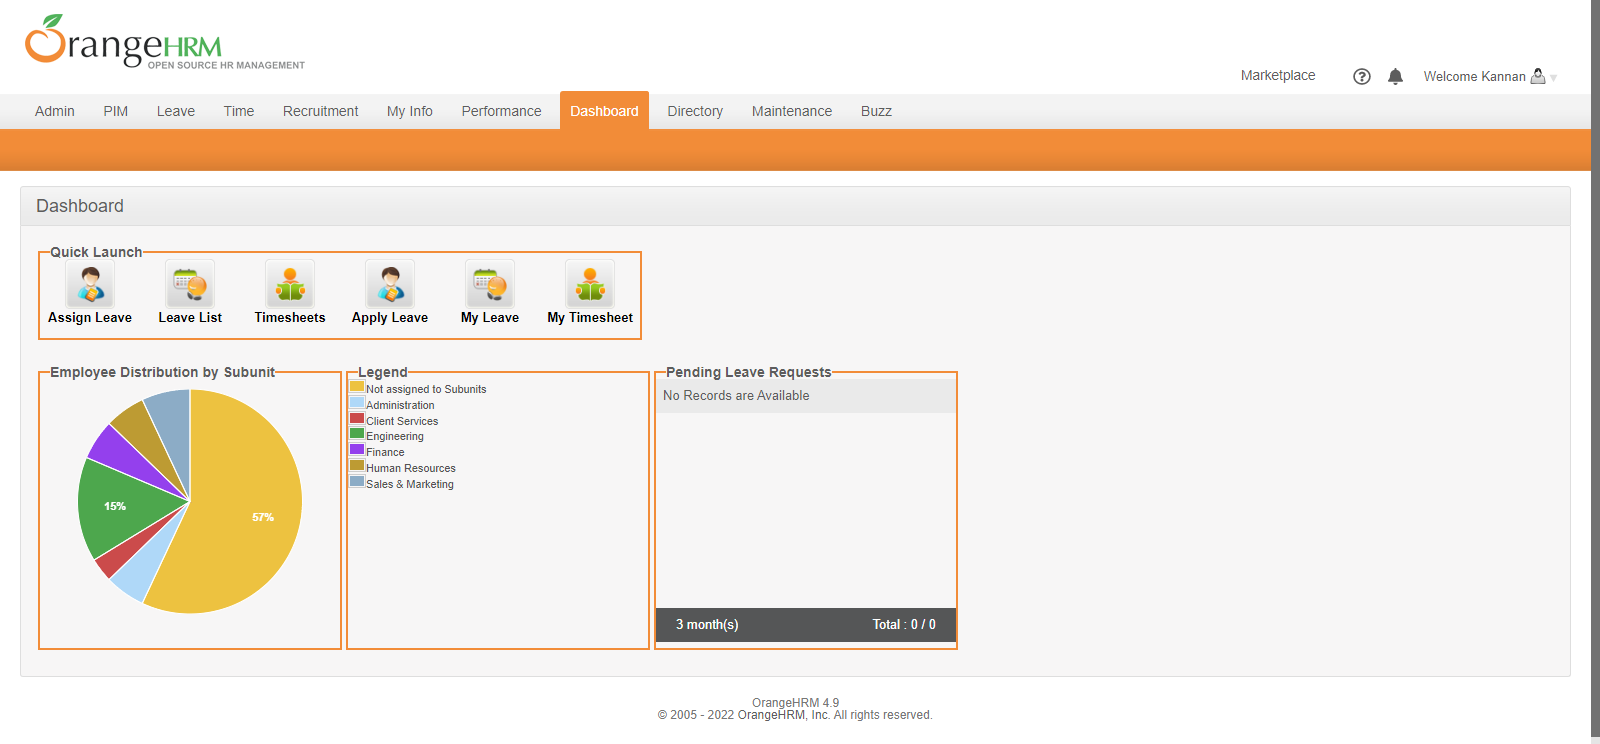 OrangeHRM
OPEN SOURCE HR MANAGEMENT
Marketplace
Welcome Kannan
Admin PIM Leave Time Recruitment My Info Performance Dashboard Directory Maintenance Buzz
Dashboard
Quick Launch
Assign Leave Leave List Timesheets Apply Leave My Leave My Timesheet
Employee Distribution by Subunit
15%
57%
Legend
Not assigned to Subunits
Administration
Client Services
Engineering
Finance
Human Resources
Sales & Marketing
Pending Leave Requests
No Records are Available
3 month(s) Total : 0 / 0
OrangeHRM 4.9
© 2005 - 2022 OrangeHRM, Inc. All rights reserved.